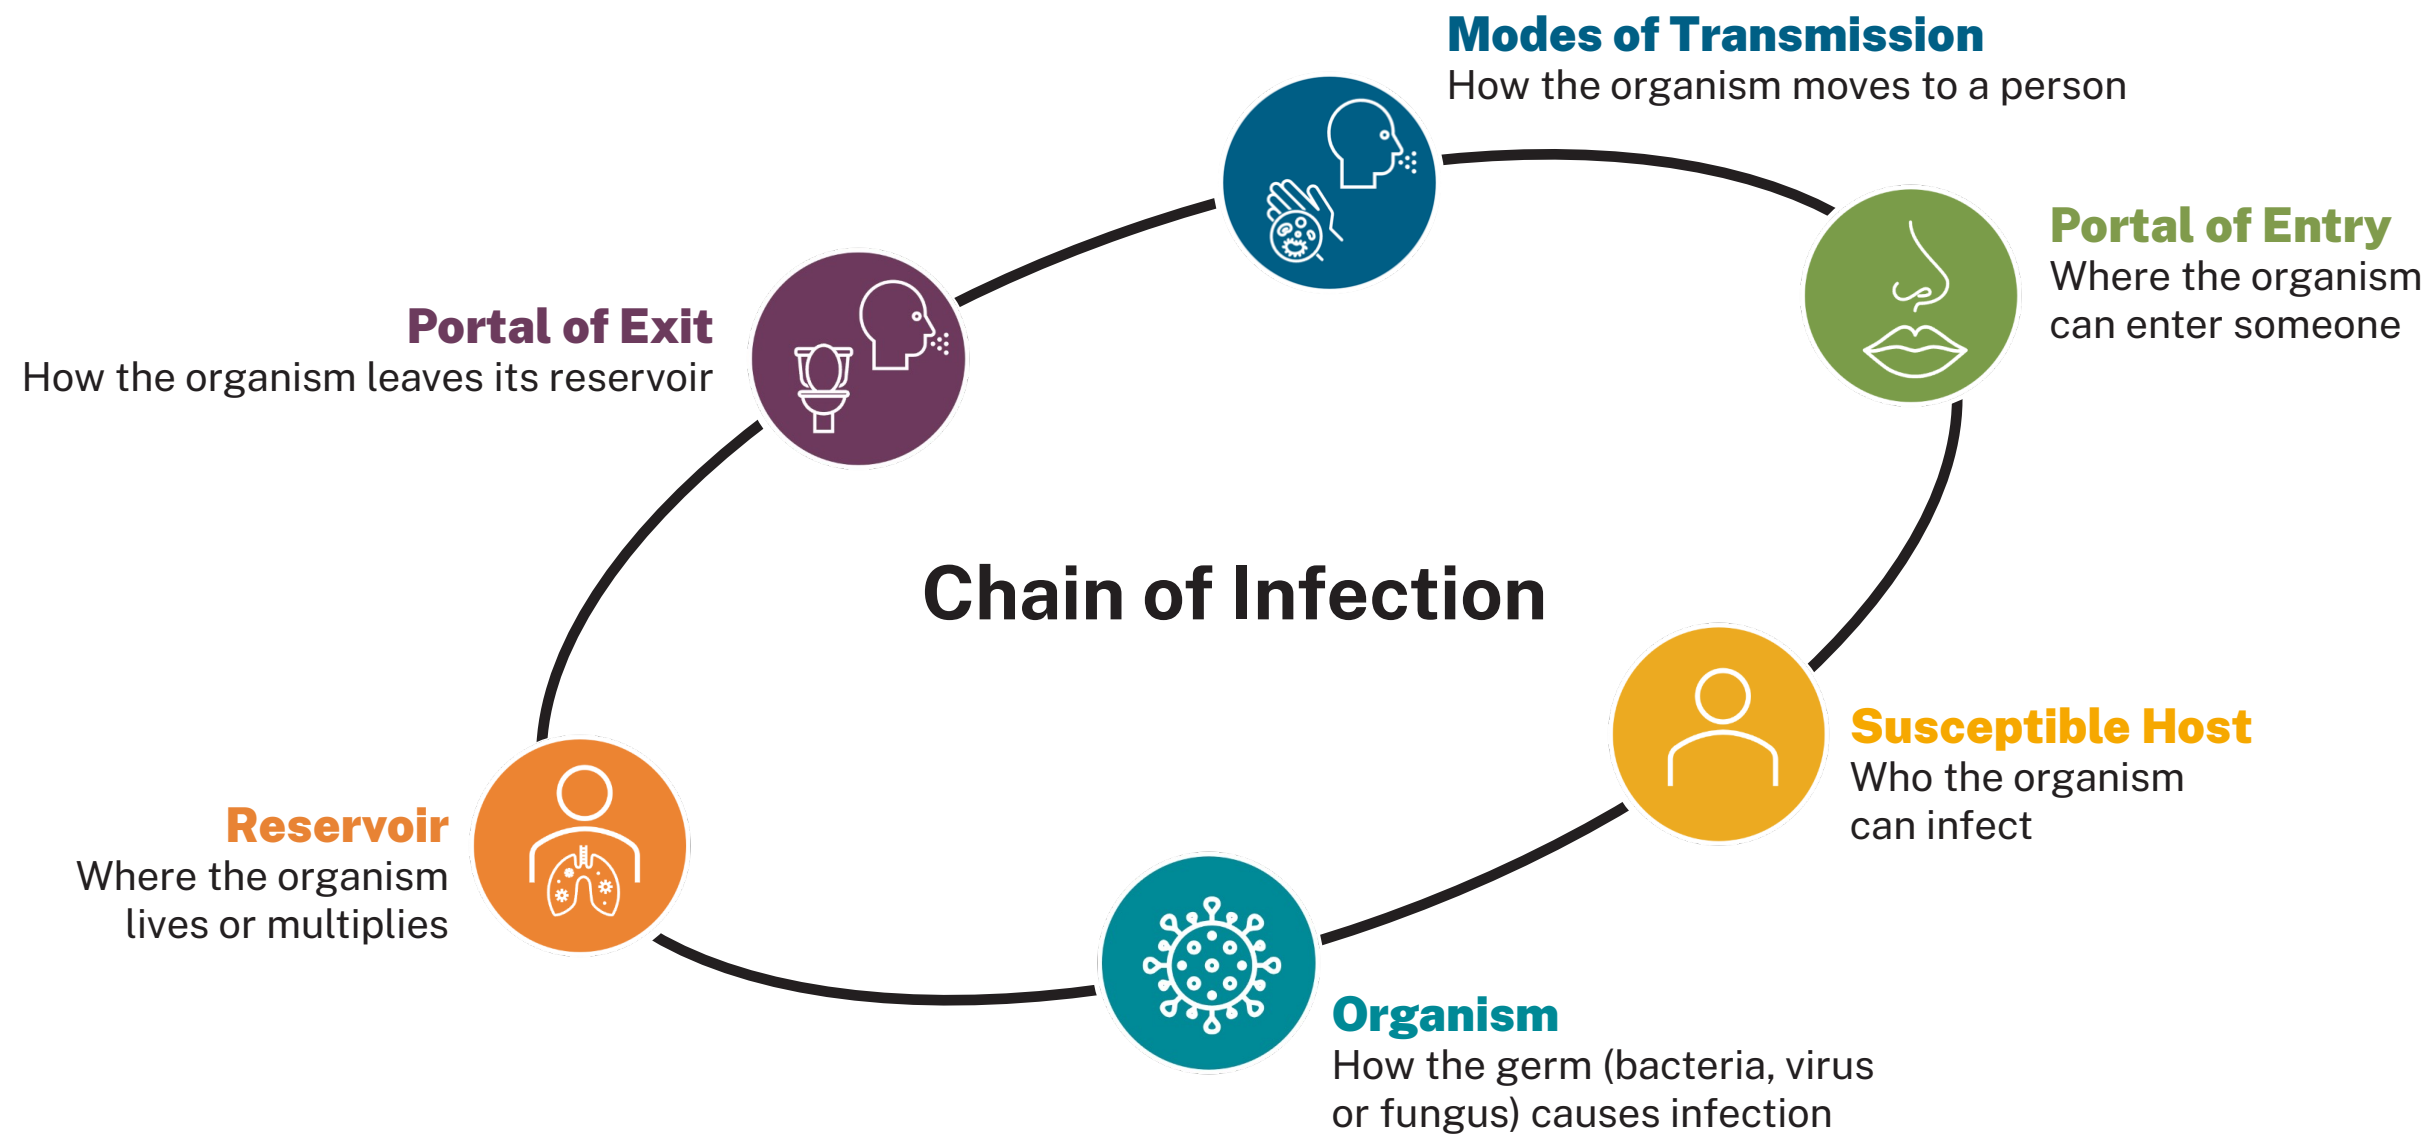 Modes of Transmission
How the organism moves to a person
Portal of Entry
Where the organism
can enter someone
Portal of Exit
How the organism leaves its reservoir
Chain of Infection
Susceptible Host
Who the organism
can infect
Reservoir
Where the organism
lives or multiplies
Organism
How the germ (bacteria, virus
or fungus) causes infection